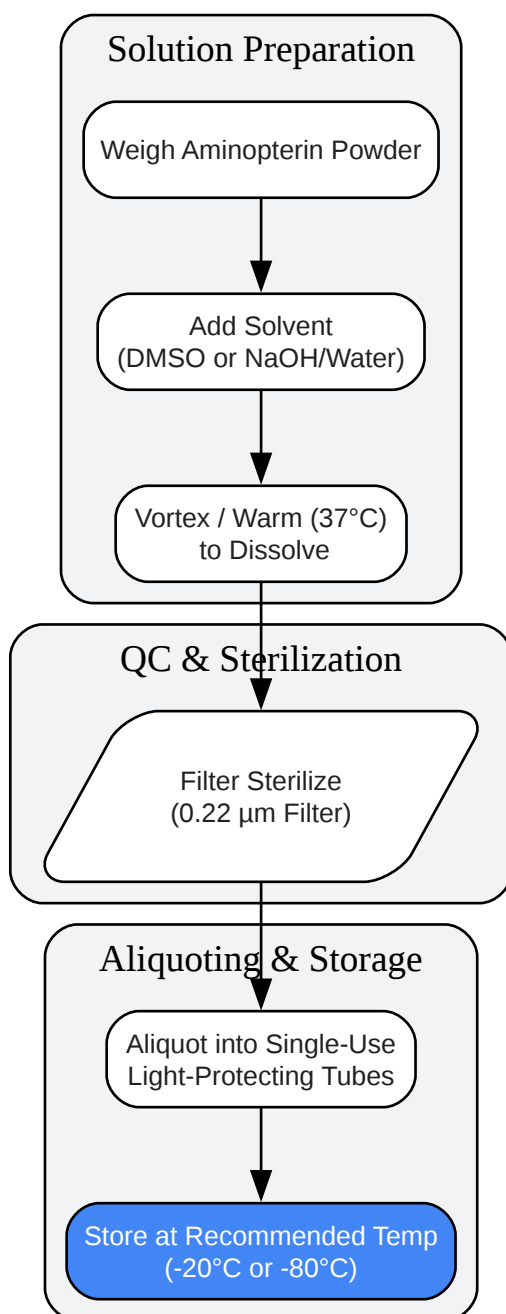 Solution Preparation
Weigh Aminopterin Powder
Add Solvent
(DMSO or NaOH/Water)
Vortex / Warm (37°C)
to Dissolve
QC & Sterilization
Filter Sterilize
(0.22 µm Filter)
Aliquoting & Storage
Aliquot into Single-Use
Light-Protecting Tubes
Store at Recommended Temp
(-20°C or -80°C)